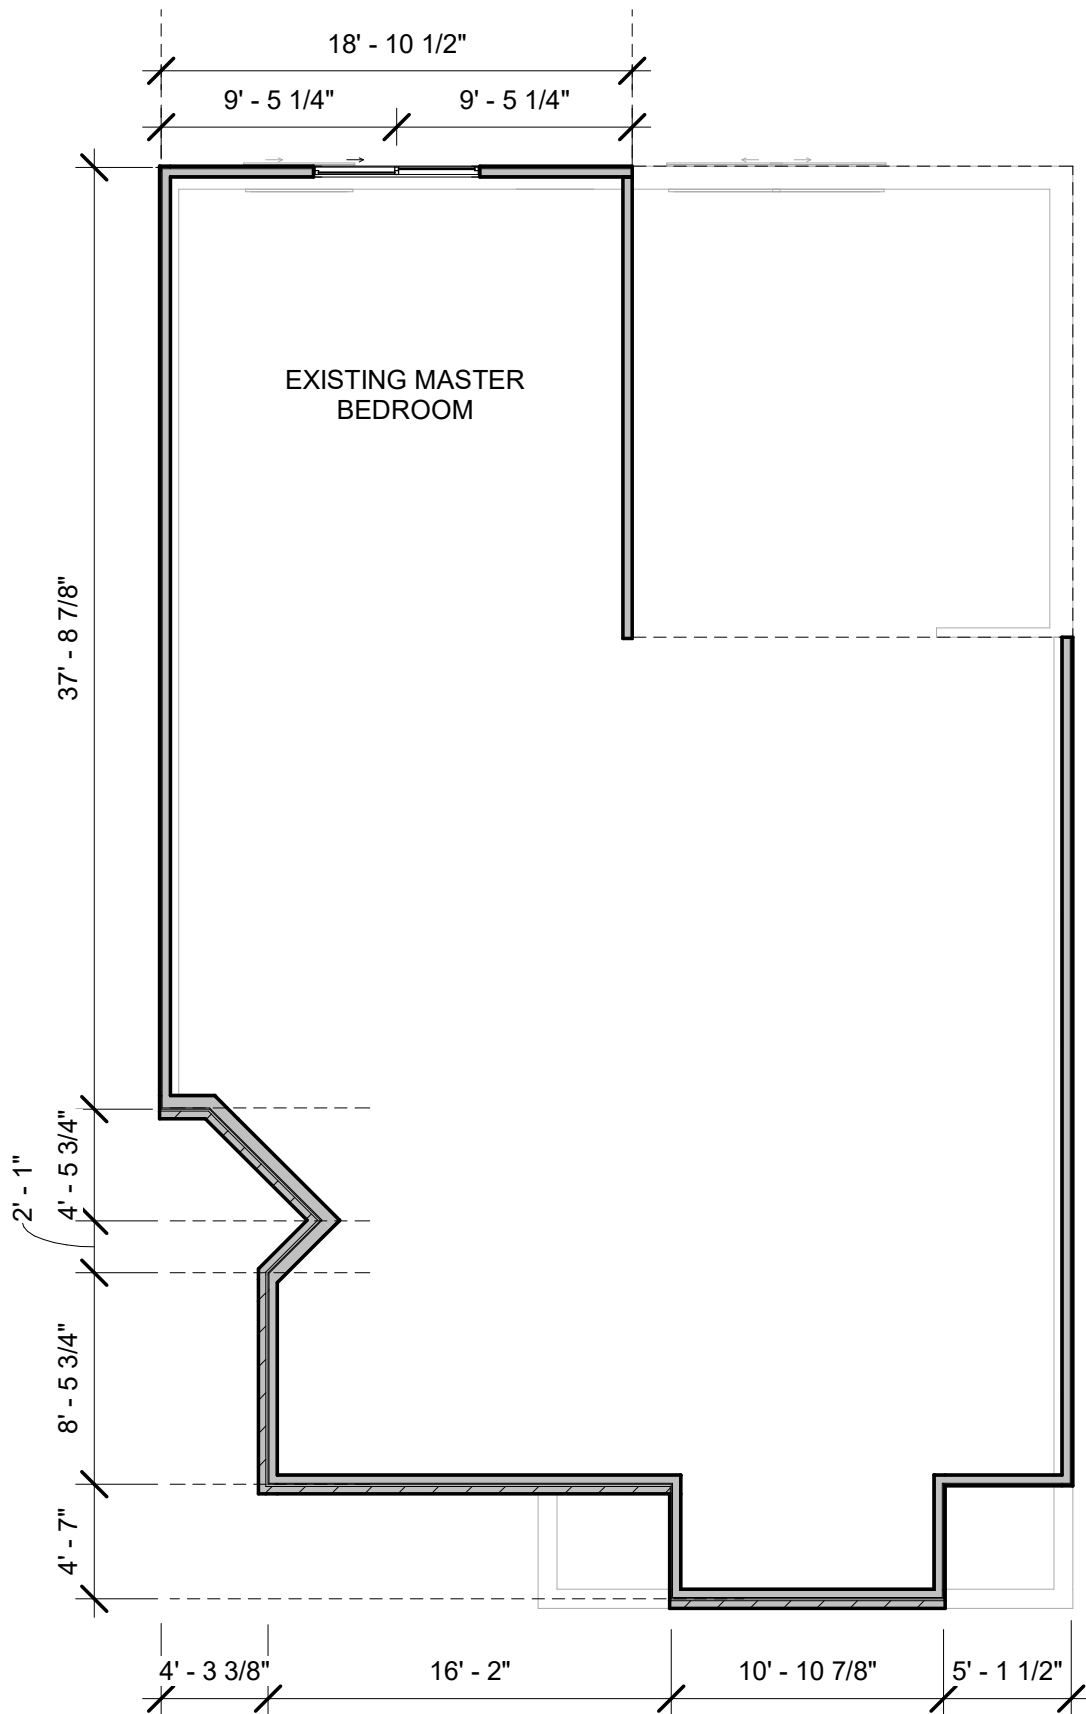 18' - 10 1/2"
9' - 5 1/4"
9' - 5 1/4"
EXISTING MASTER
BEDROOM
37' - 8 7/8"
4' - 5 3/4"
2' - 1"
8' - 5 3/4"
4' - 7"
4' - 3 3/8"
16' - 2"
10' - 10 7/8"
5' - 1 1/2"